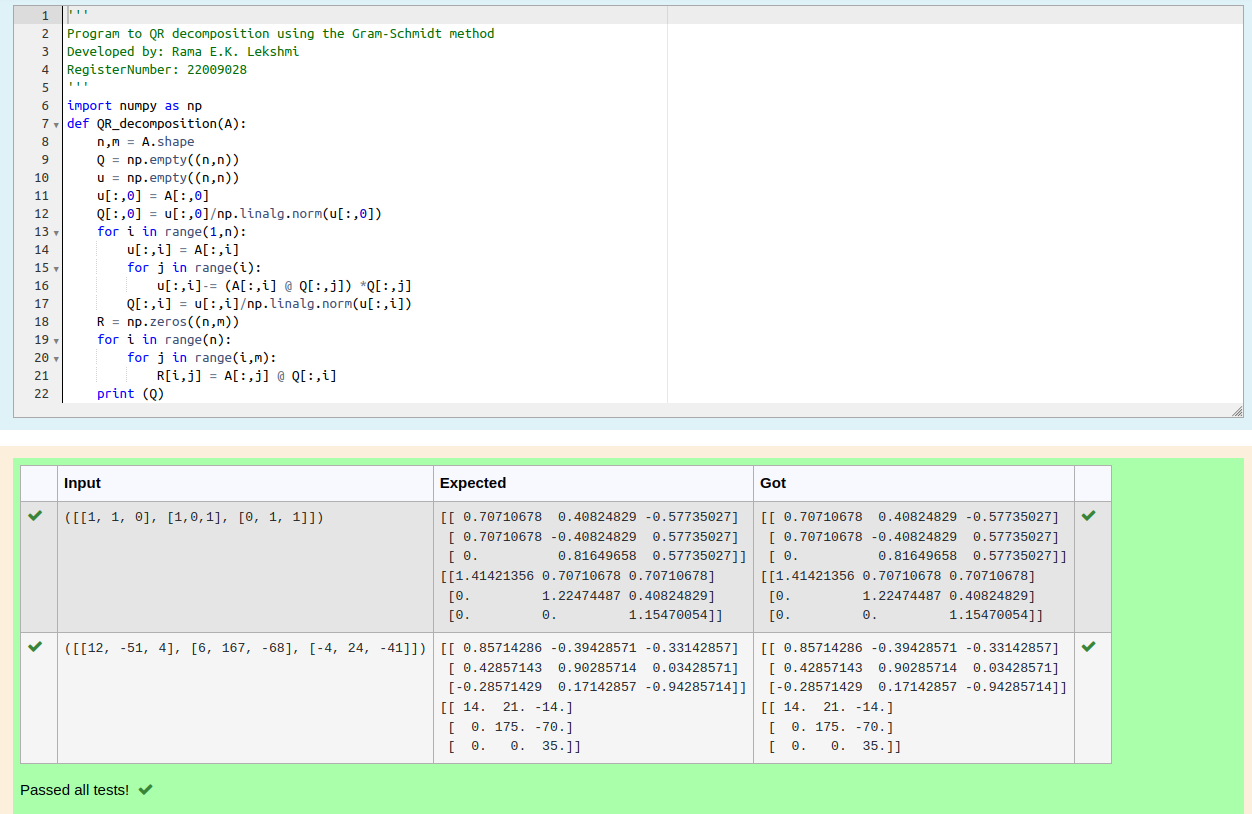 1 '''
2 Program to QR decomposition using the Gram-Schmidt method
3 Developed by: Rama E.K. Lekshmi
4 RegisterNumber: 22009028
5 '''
6 import numpy as np
7 def QR_decomposition(A):
8     n,m = A.shape
9     Q = np.empty((n,n))
10     u = np.empty((n,n))
11     u[:,0] = A[:,0]
12     Q[:,0] = u[:,0]/np.linalg.norm(u[:,0])
13     for i in range(1,n):
14         u[:,i] = A[:,i]
15         for j in range(i):
16             u[:,i]-= (A[:,i] @ Q[:,j]) *Q[:,j]
17         Q[:,i] = u[:,i]/np.linalg.norm(u[:,i])
18     R = np.zeros((n,m))
19     for i in range(n):
20         for j in range(i,m):
21             R[i,j] = A[:,j] @ Q[:,i]
22     print (Q)
Input Expected Got
([[1, 1, 0], [1,0,1], [0, 1, 1]]) [[ 0.70710678  0.40824829 -0.57735027] [[ 0.70710678  0.40824829 -0.57735027]
[ 0.70710678 -0.40824829  0.57735027] [ 0.70710678 -0.40824829  0.57735027]
[ 0.          0.81649658  0.57735027]] [ 0.          0.81649658  0.57735027]]
[[1.41421356 0.70710678 0.70710678] [[1.41421356 0.70710678 0.70710678]
[0.         1.22474487 0.40824829] [0.         1.22474487 0.40824829]
[0.         0.         1.15470054]] [0.         0.         1.15470054]]
([[12, -51, 4], [6, 167, -68], [-4, 24, -41]]) [[ 0.85714286 -0.39428571 -0.33142857] [[ 0.85714286 -0.39428571 -0.33142857]
[ 0.42857143  0.90285714  0.03428571] [ 0.42857143  0.90285714  0.03428571]
[-0.28571429  0.17142857 -0.94285714]] [-0.28571429  0.17142857 -0.94285714]]
[[ 14.  21. -14.] [[ 14.  21. -14.]
[  0. 175. -70.] [  0. 175. -70.]
[  0.   0.  35.]] [  0.   0.  35.]]
Passed all tests!